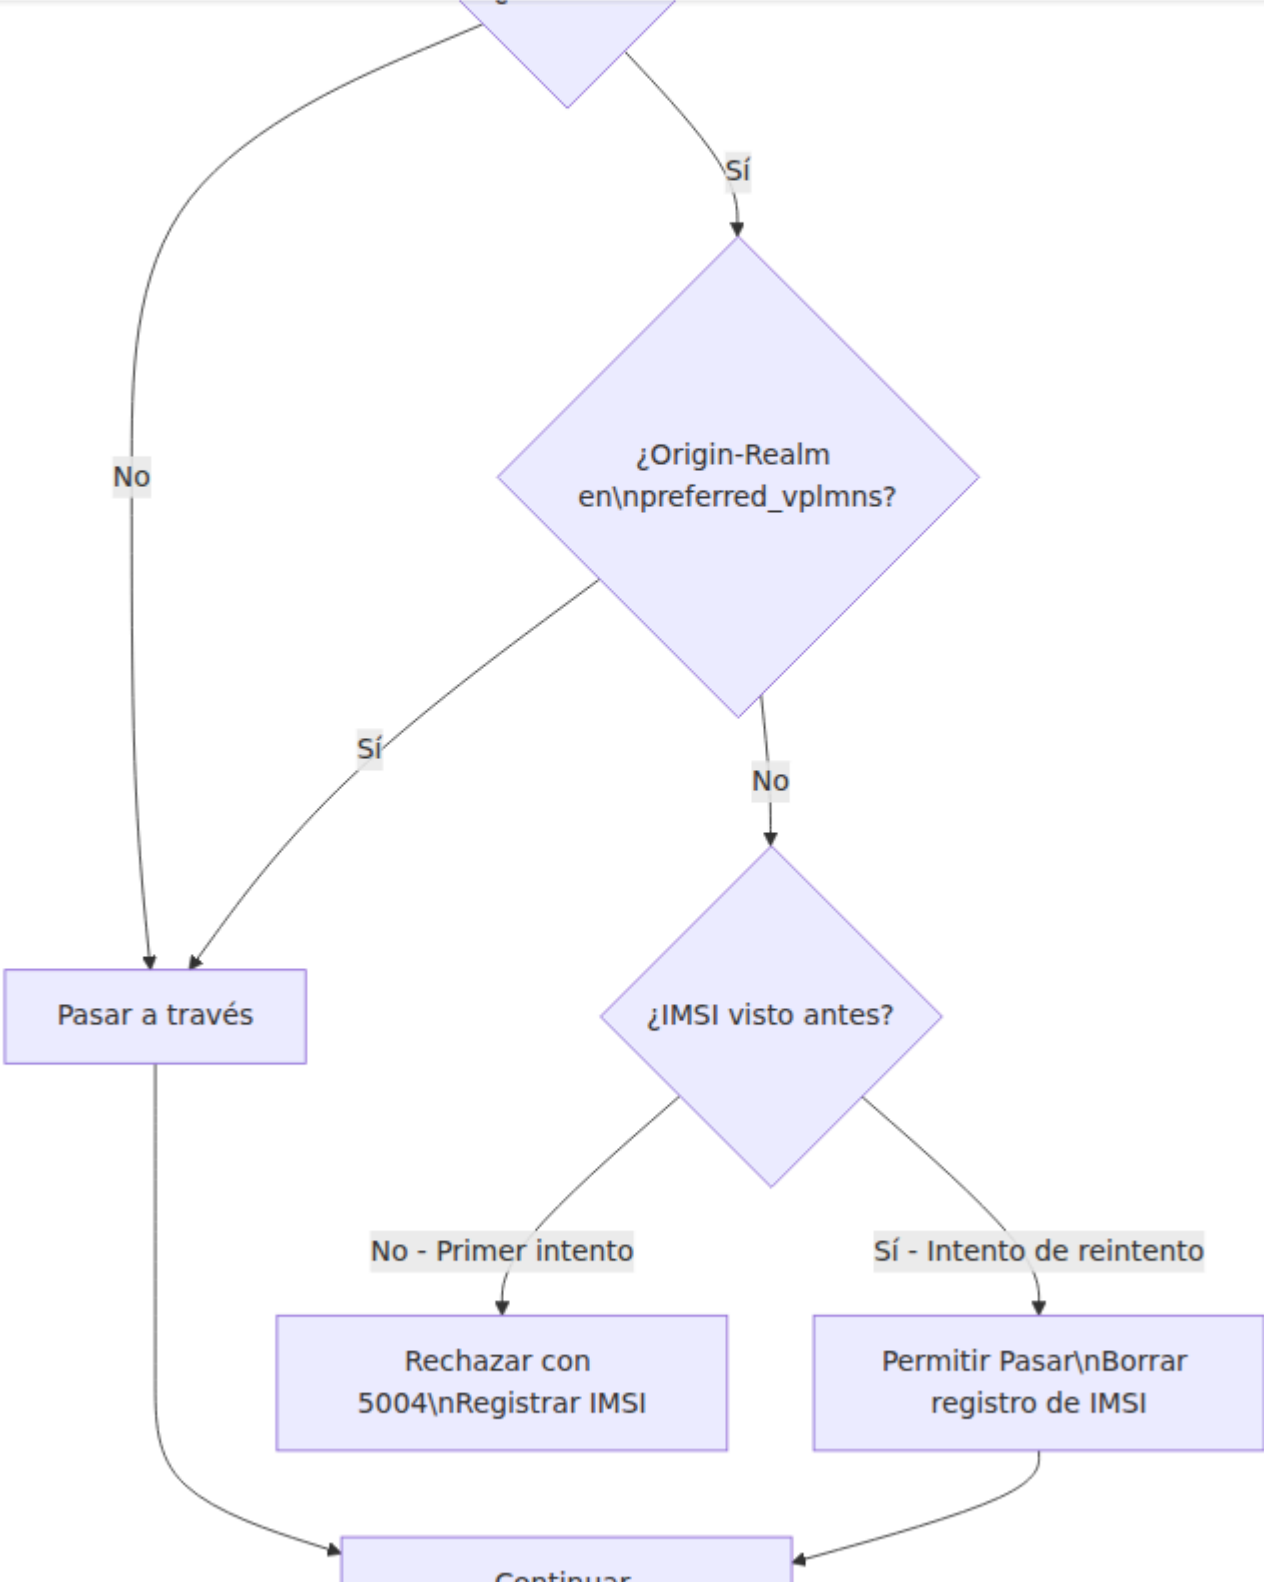 Sí
No
¿Origin-Realm
en\npreferred_vplmns?
Sí
No
Pasar a través
¿IMSI visto antes?
No - Primer intento
Sí - Intento de reintento
Rechazar con
5004\nRegistrar IMSI
Permitir Pasar\nBorrar
registro de IMSI
Continuar